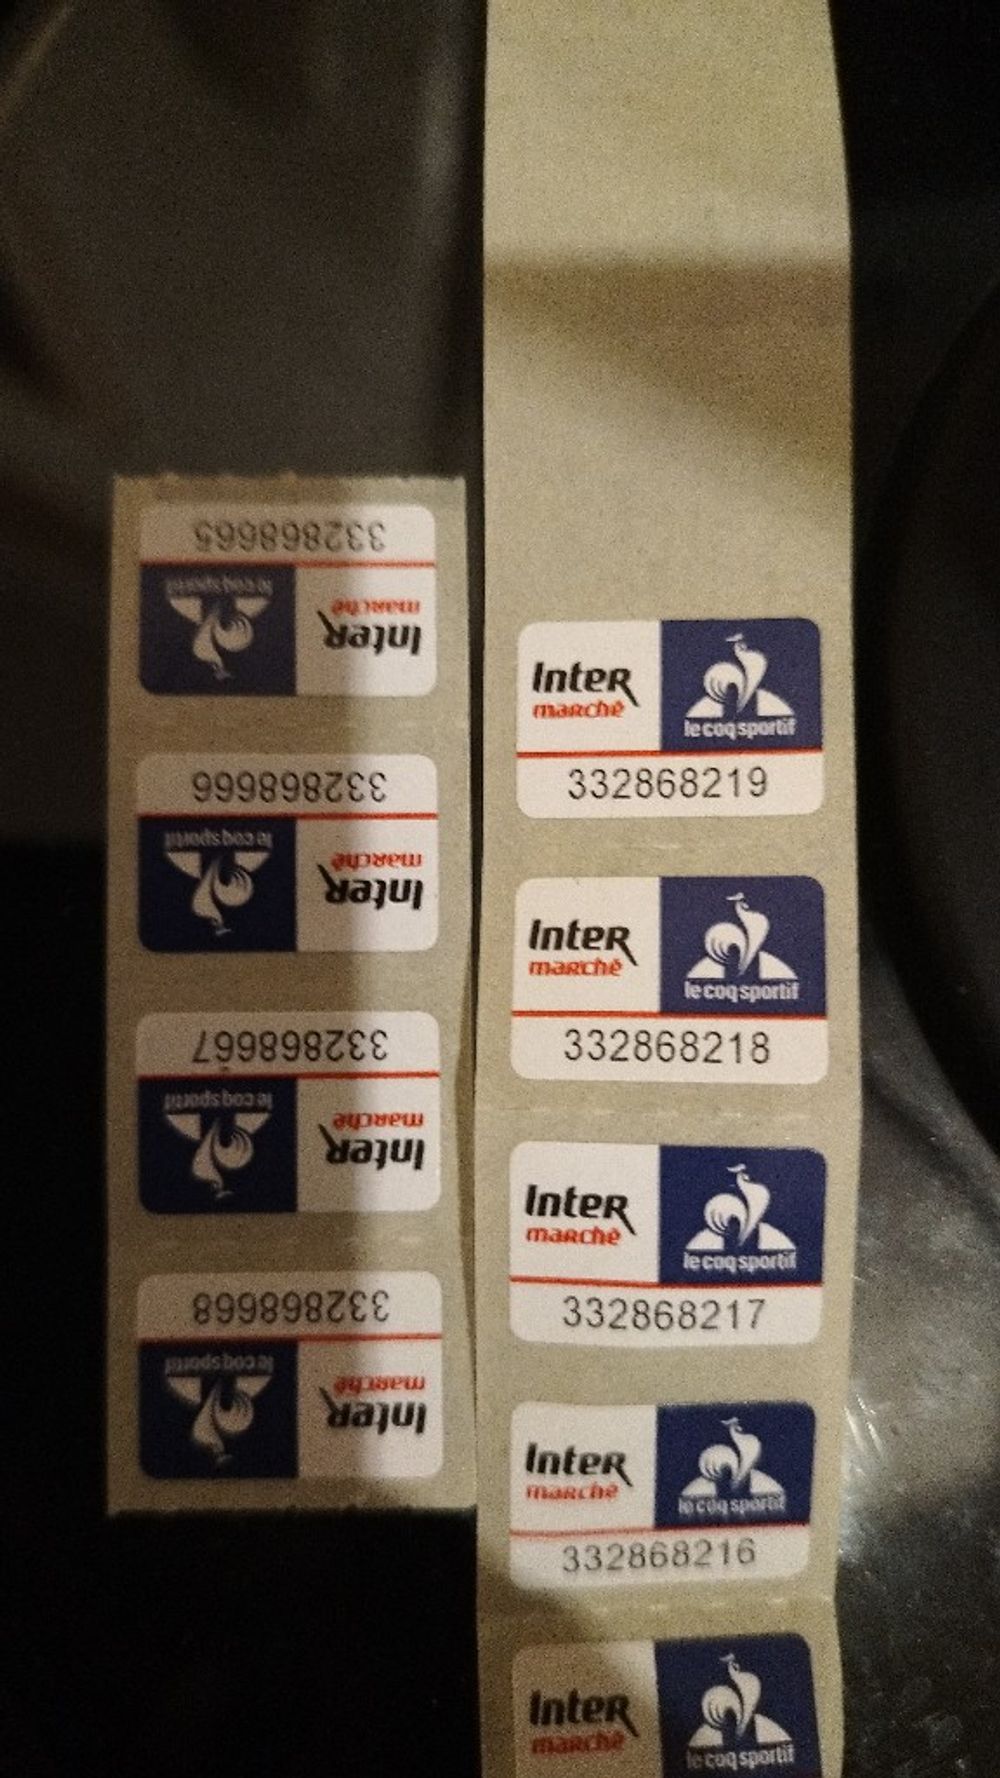 332868665
le coq sportif
Inter
marché
332868666
le coq sportif
Inter
marché
332868667
le coq sportif
Inter
marché
332868668
le coq sportif
Inter
marché
Inter
marché
le coq sportif
332868219
Inter
marché
le coq sportif
332868218
Inter
marché
le coq sportif
332868217
Inter
marché
le coq sportif
332868216
Inter
marché
le coq sportif